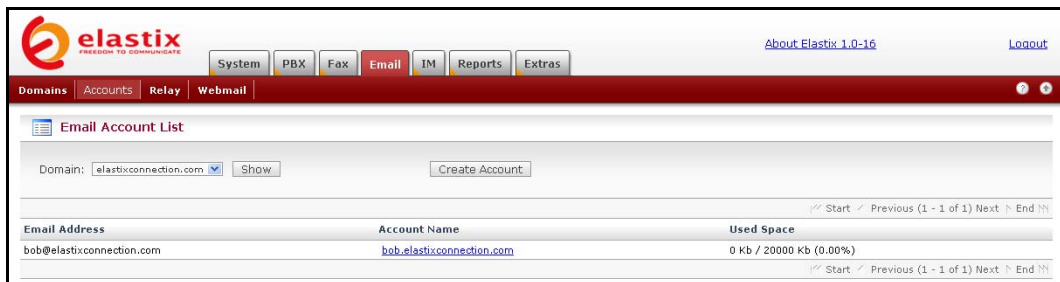 elastix
FREEDOM TO COMMUNICATE
System PBX Fax Email IM Reports Extras
About Elastix 1.0-16
Logout
Domains Accounts Relay Webmail
Email Account List
Domain: elastixconnection.com Show Create Account
Start Previous (1 - 1 of 1) Next End
Email Address Account Name Used Space
bob@elastixconnection.com bob.elastixconnection.com 0 Kb / 20000 Kb (0.00%)
Start Previous (1 - 1 of 1) Next End